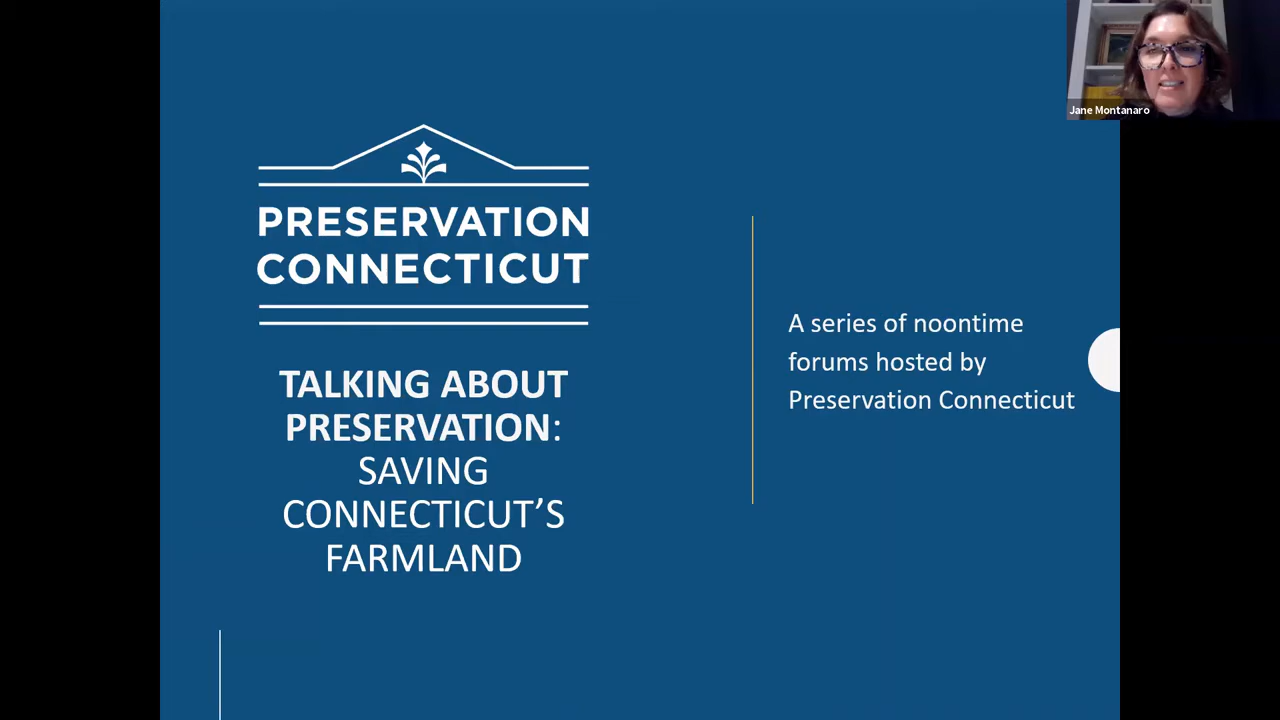 PRESERVATION
CONNECTICUT
TALKING ABOUT
PRESERVATION:
SAVING
CONNECTICUT’S
FARMLAND
A series of noontime
forums hosted by
Preservation Connecticut
Jane Montanaro